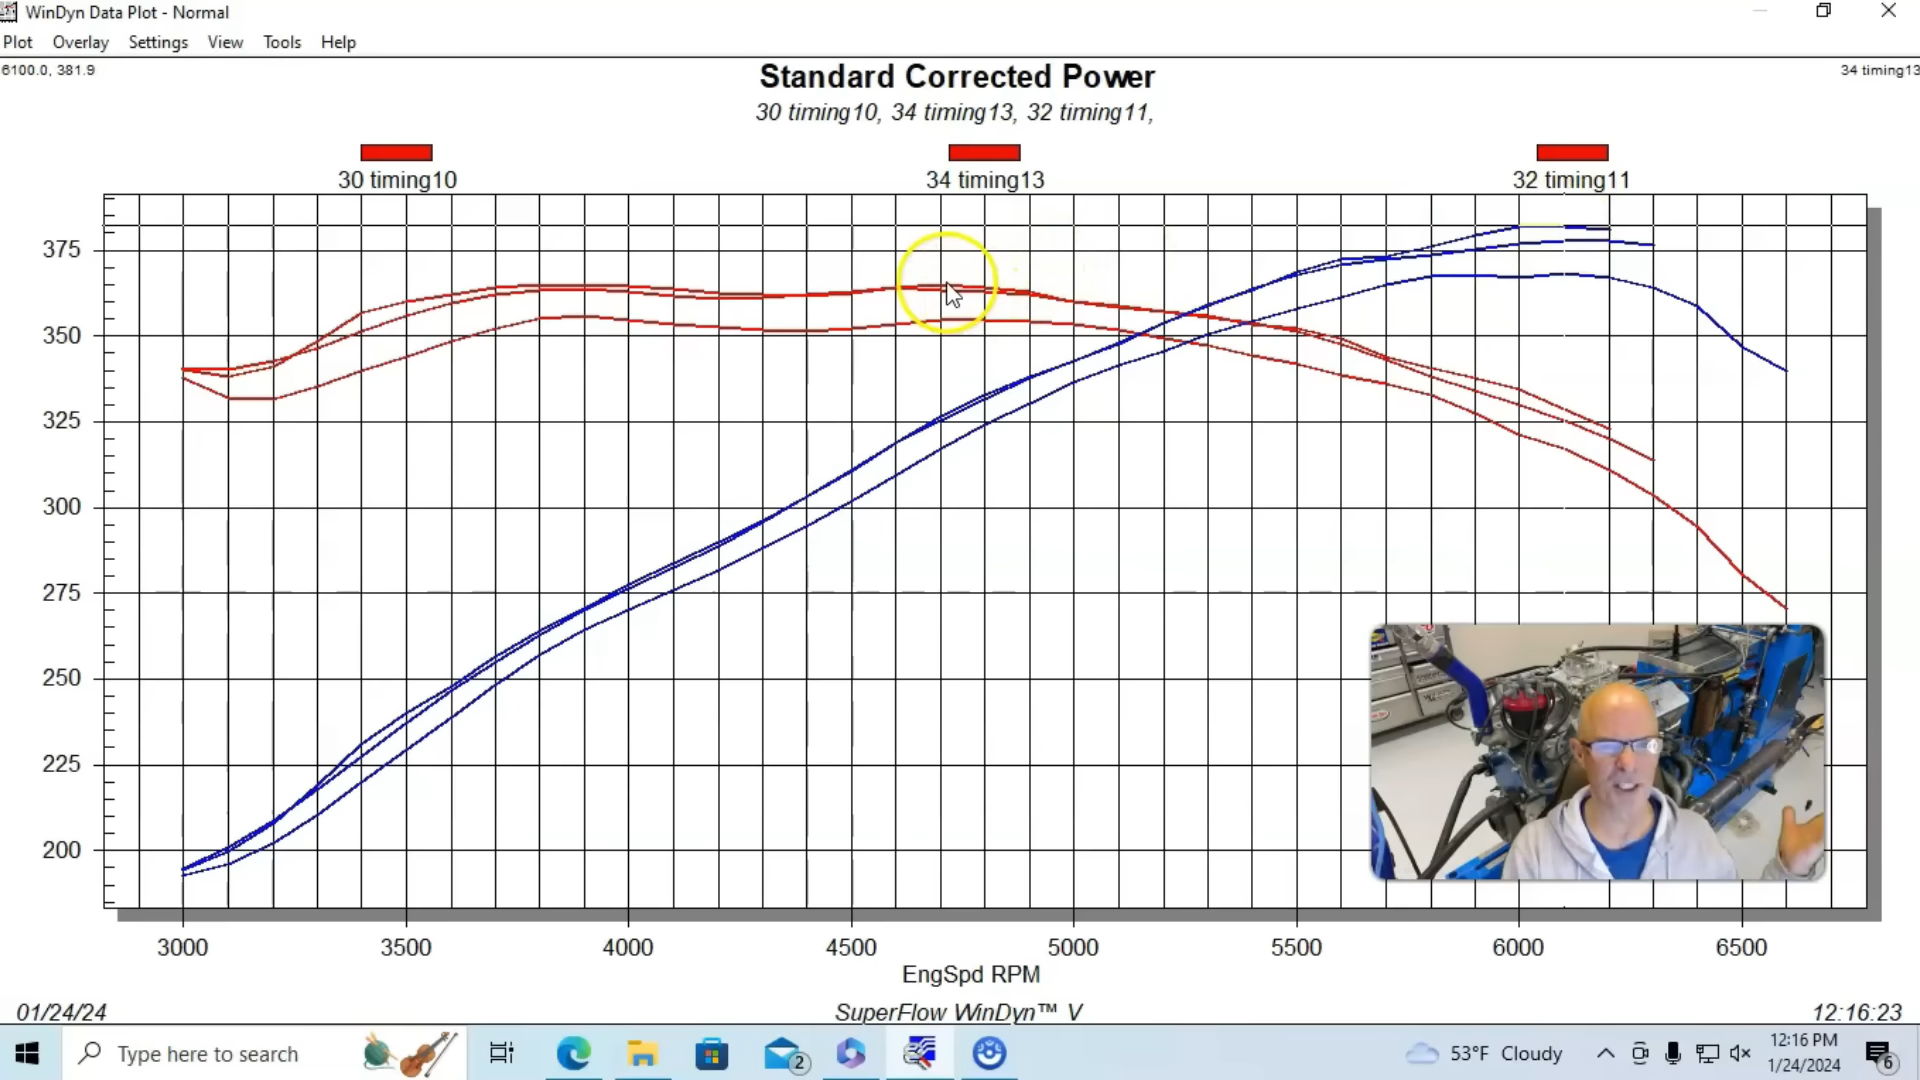 WinDyn Data Plot - Normal
Plot Overlay Settings View Tools Help
6100.0, 381.9
34 timing13
Standard Corrected Power
30 timing10, 34 timing13, 32 timing11,
30 timing10 34 timing13 32 timing11
375
350
325
300
275
250
225
200
3000 3500 4000 4500 5000 5500 6000 6500
EngSpd RPM
01/24/24 SuperFlow WinDyn™ V 12:16:23
Type here to search
2
53°F Cloudy
12:16 PM
1/24/2024
6